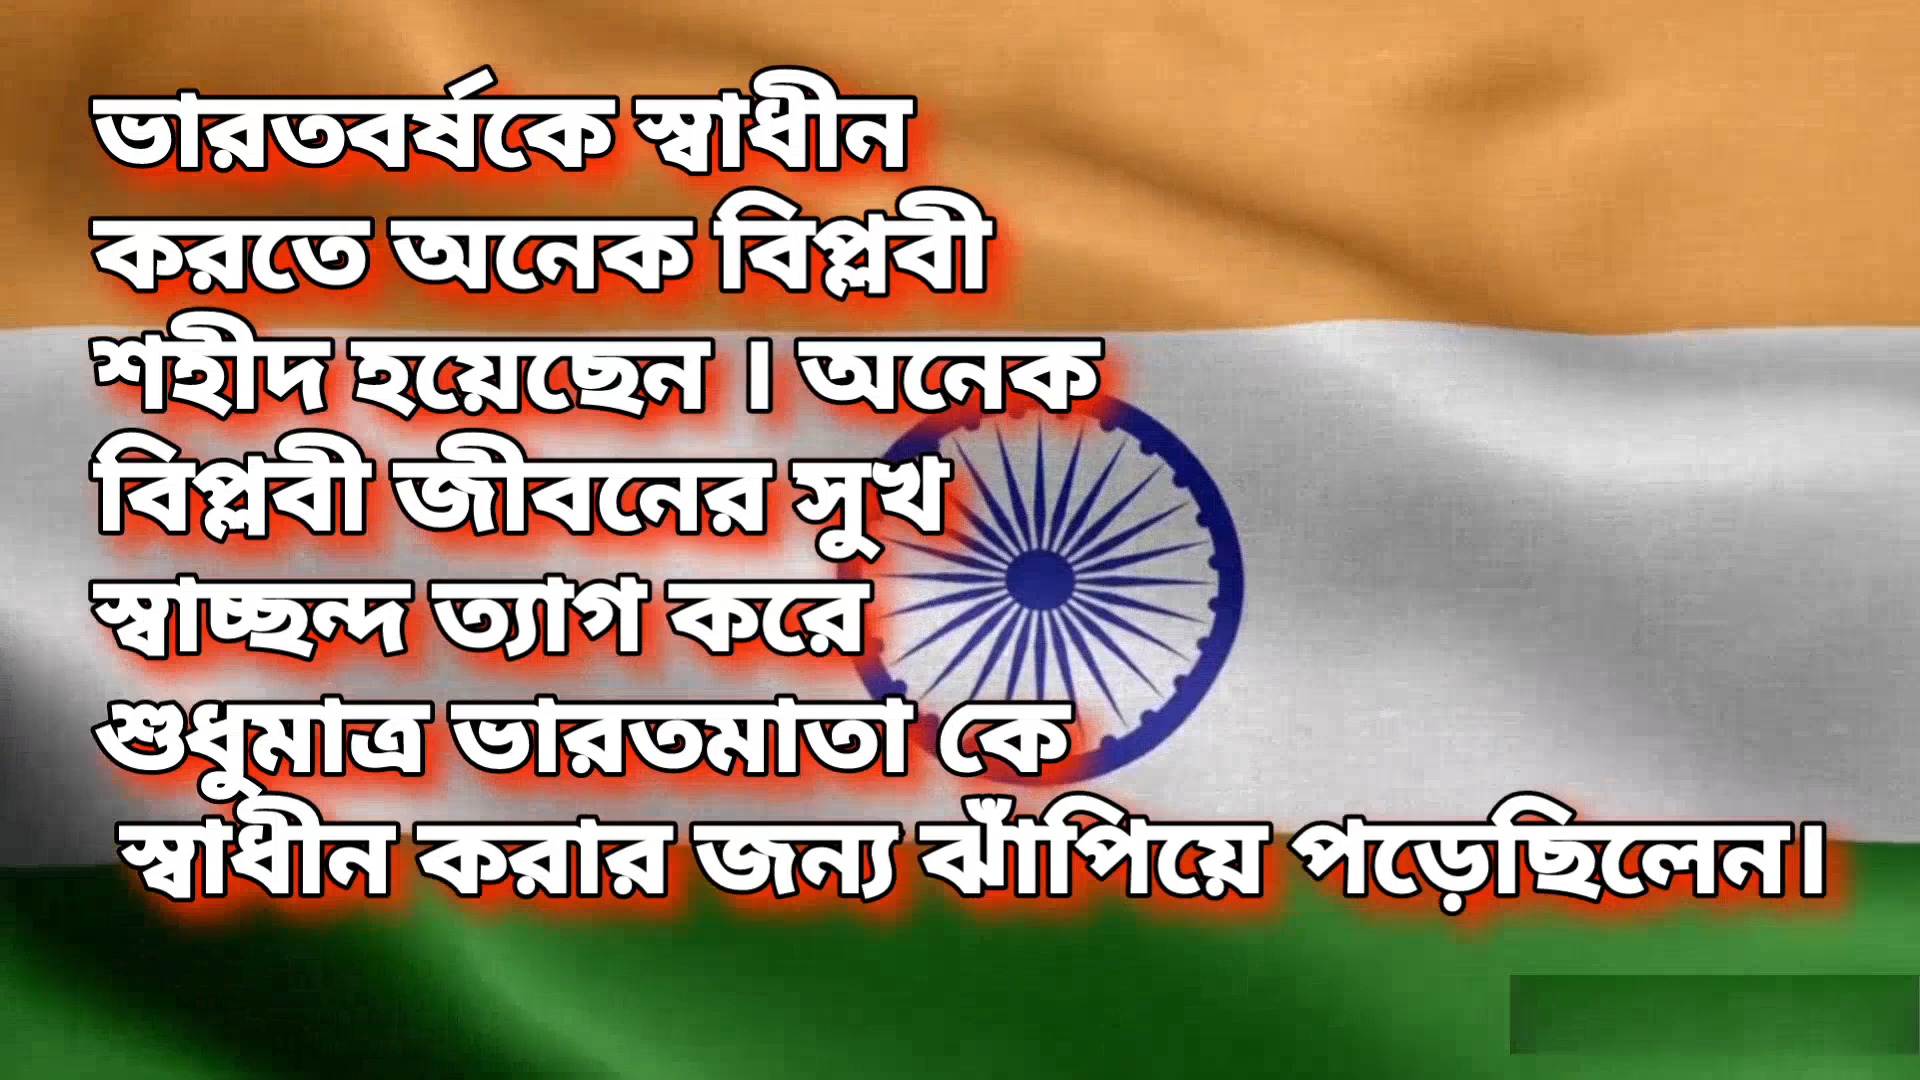 ভারতবর্ষকে স্বাধীন
করতে অনেক বিপ্লবী
শহীদ হয়েছেন । অনেক
বিপ্লবী জীবনের সুখ
স্বাচ্ছন্দ ত্যাগ করে
শুধুমাত্র ভারতমাতা কে
স্বাধীন করার জন্য ঝাঁপিয়ে পড়েছিলেন।